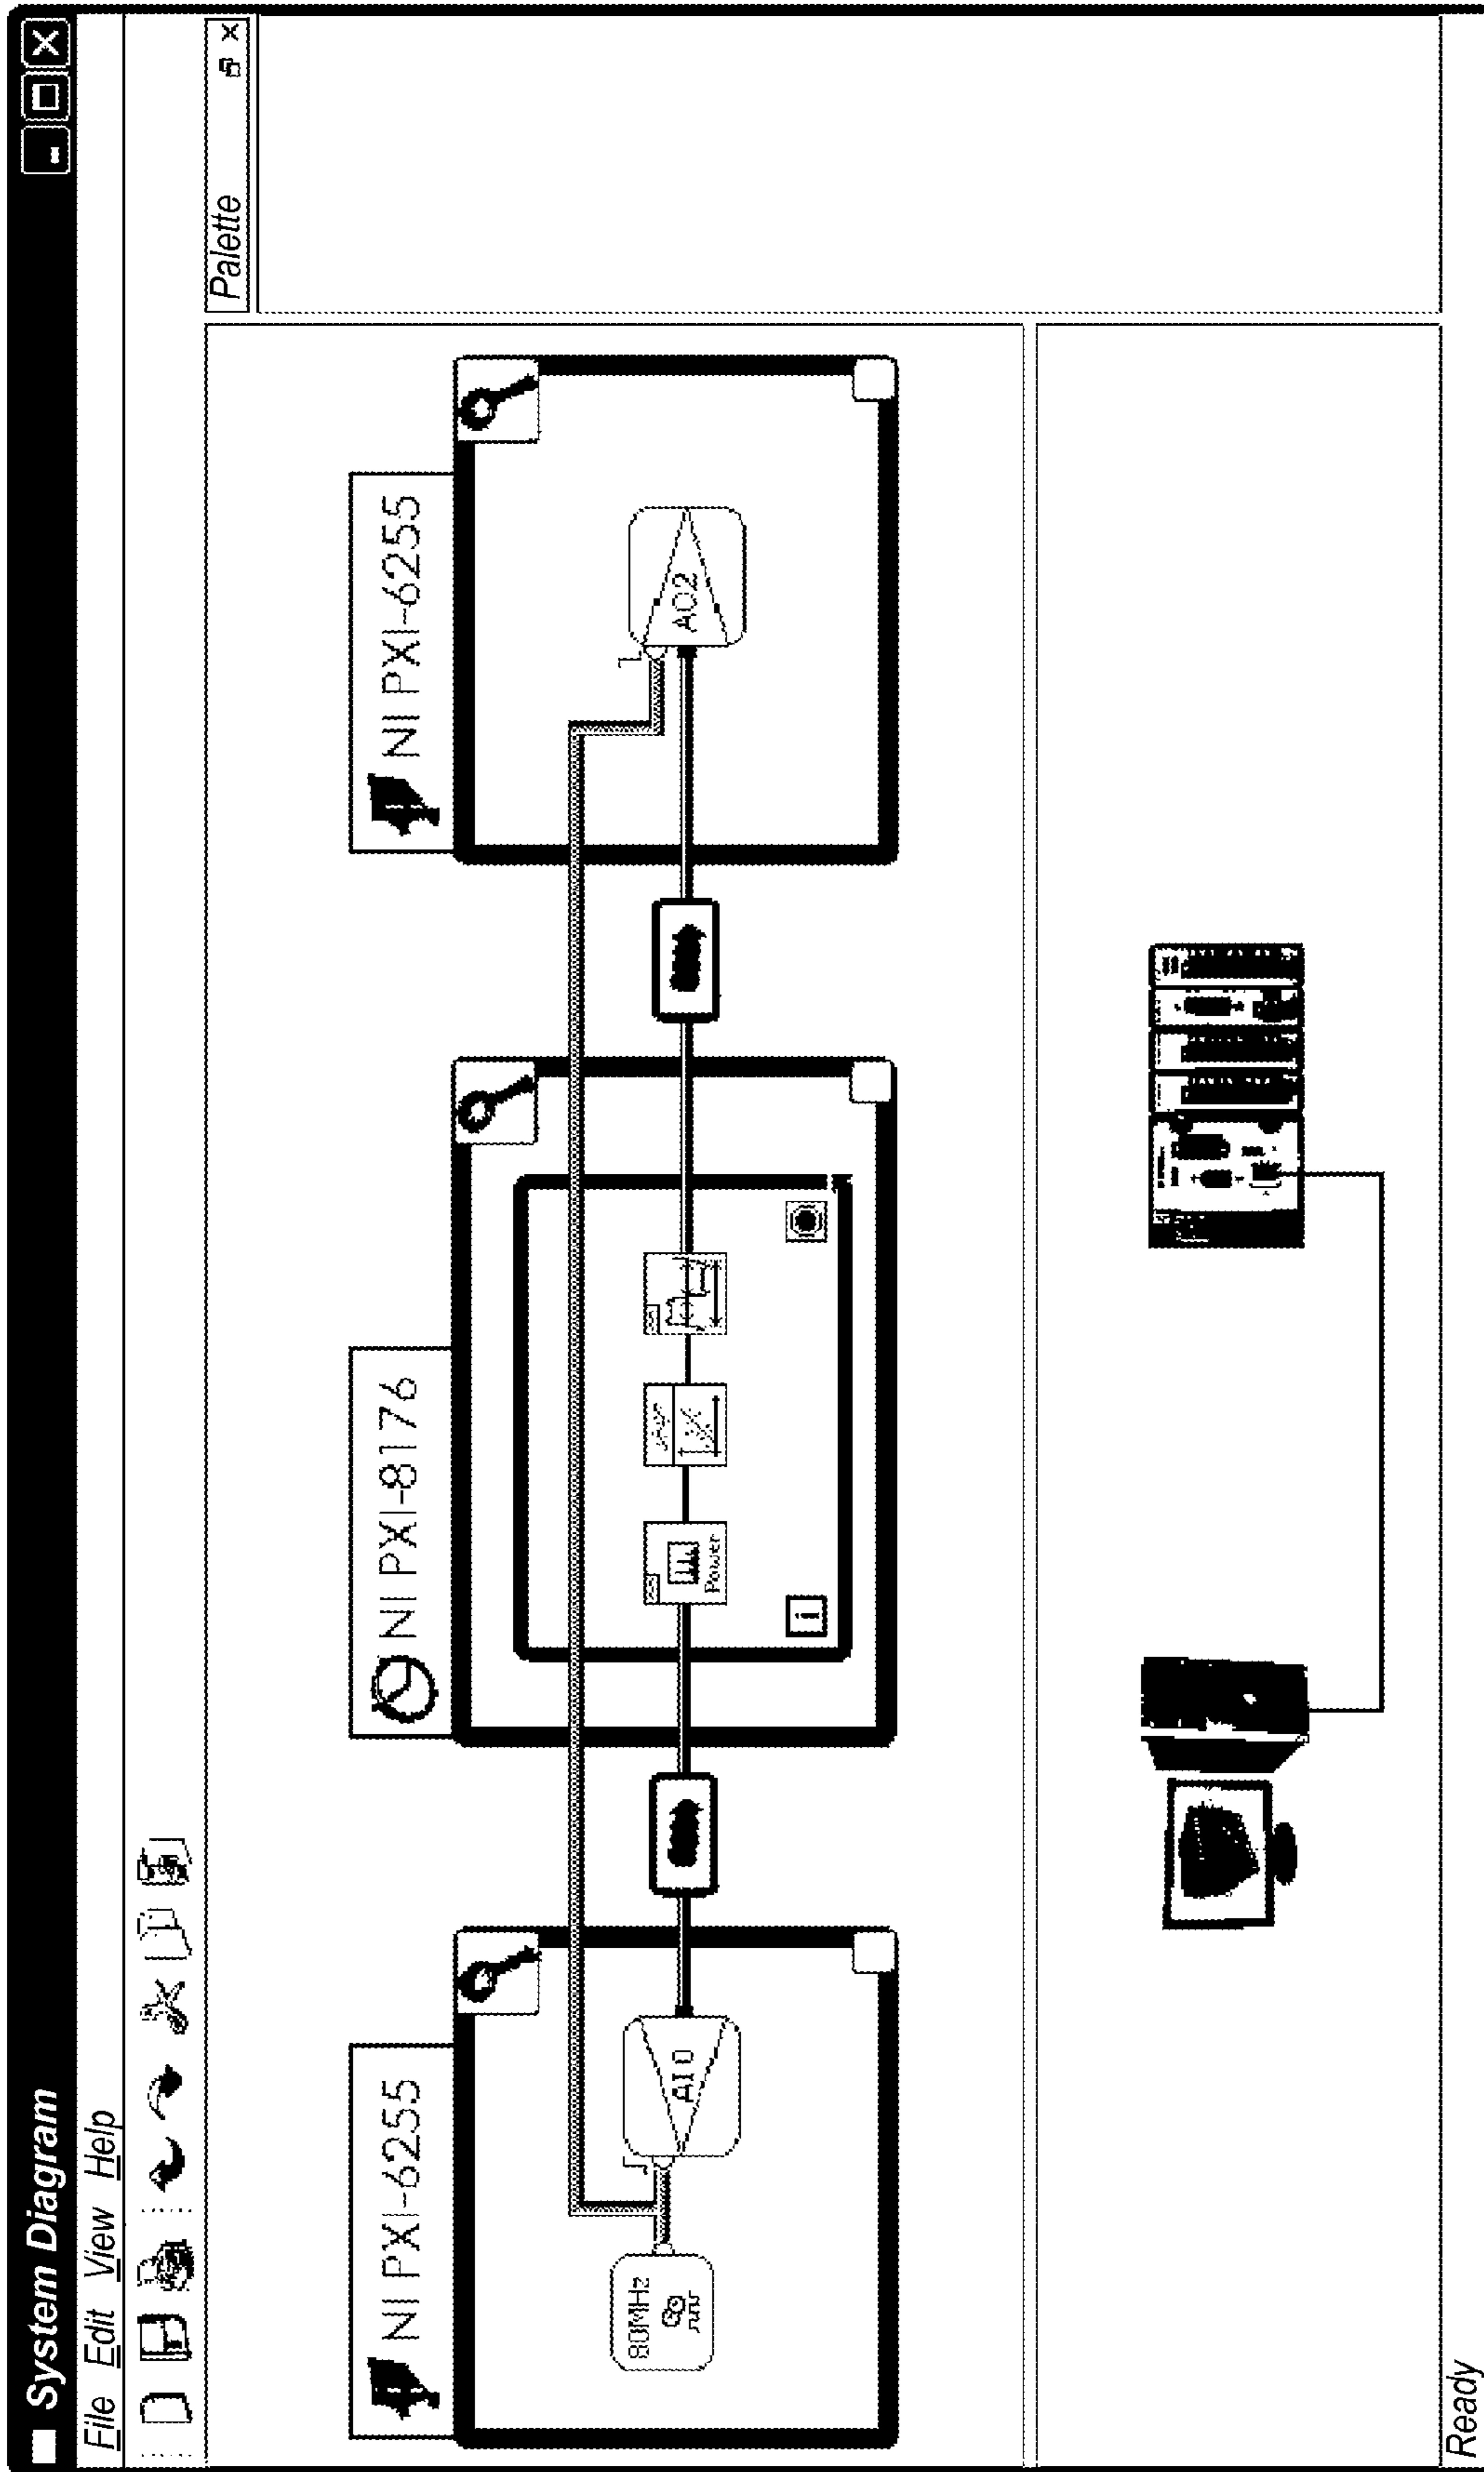 System Diagram
File Edit View Help
Palette
NI PXI-6255
NI PXI-8176
NI PXI-6255
80MHz
AI0
Power
i
AO2
Ready